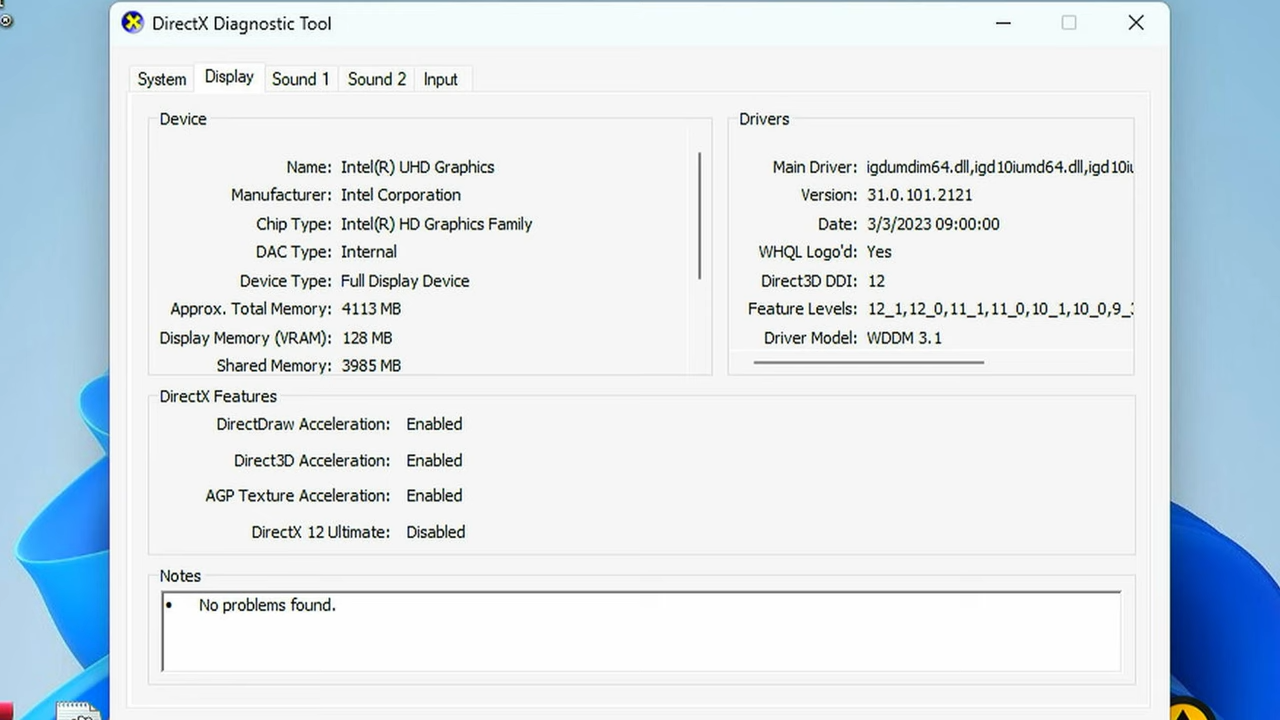 DirectX Diagnostic Tool
System Display Sound 1 Sound 2 Input
Device
Name: Intel(R) UHD Graphics
Manufacturer: Intel Corporation
Chip Type: Intel(R) HD Graphics Family
DAC Type: Internal
Device Type: Full Display Device
Approx. Total Memory: 4113 MB
Display Memory (VRAM): 128 MB
Shared Memory: 3985 MB
Drivers
Main Driver: igdumdim64.dll,igd10iumd64.dll,igd10iu
Version: 31.0.101.2121
Date: 3/3/2023 09:00:00
WHQL Logo'd: Yes
Direct3D DDI: 12
Feature Levels: 12_1,12_0,11_1,11_0,10_1,10_0,9_3
Driver Model: WDDM 3.1
DirectX Features
DirectDraw Acceleration: Enabled
Direct3D Acceleration: Enabled
AGP Texture Acceleration: Enabled
DirectX 12 Ultimate: Disabled
Notes
• No problems found.